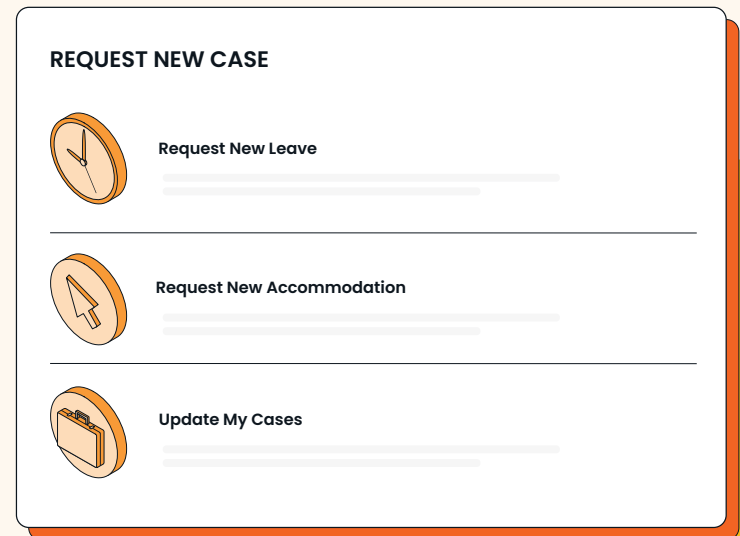 REQUEST NEW CASE
Request New Leave
Request New Accommodation
Update My Cases